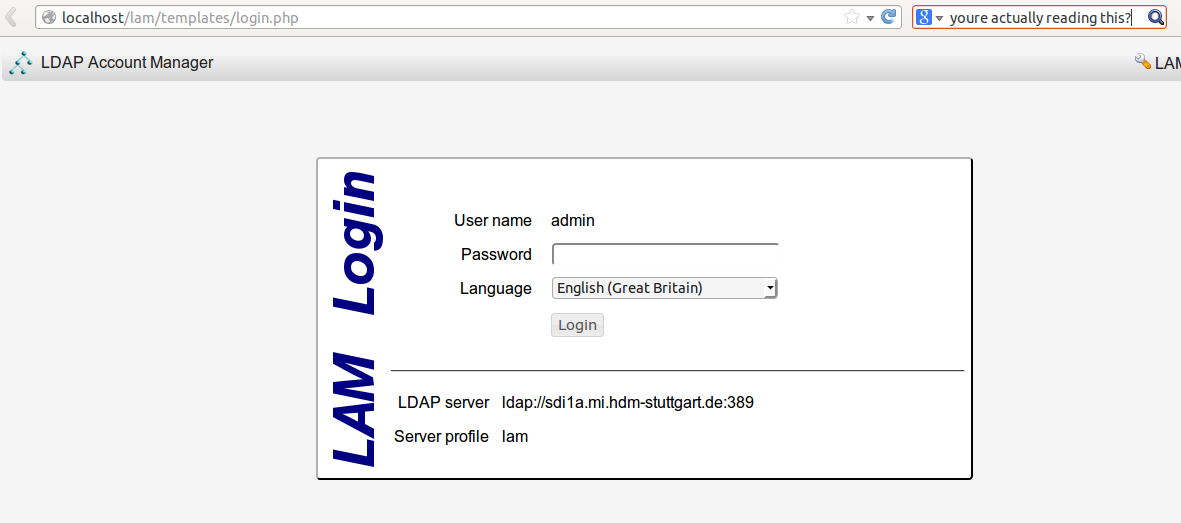 localhost/lam/templates/login.php
youre actually reading this?
LDAP Account Manager
LAM
LAM Login
User name admin
Password
Language English (Great Britain)
Login
LDAP server ldap://sdi1a.mi.hdm-stuttgart.de:389
Server profile lam